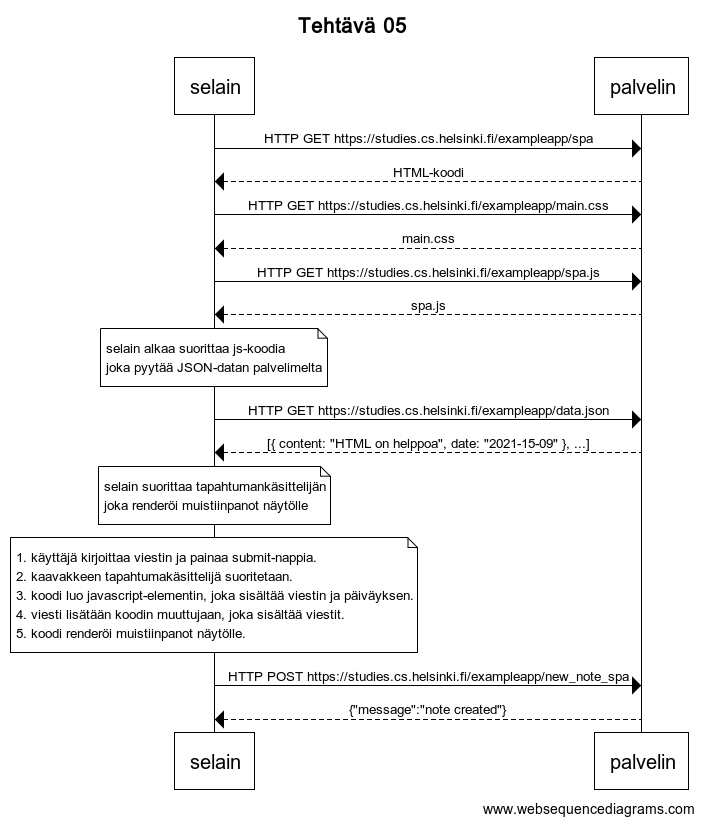 Tehtävä 05
selain
palvelin
HTTP GET https://studies.cs.helsinki.fi/exampleapp/spa
HTML-koodi
HTTP GET https://studies.cs.helsinki.fi/exampleapp/main.css
main.css
HTTP GET https://studies.cs.helsinki.fi/exampleapp/spa.js
spa.js
selain alkaa suorittaa js-koodia
joka pyytää JSON-datan palvelimelta
HTTP GET https://studies.cs.helsinki.fi/exampleapp/data.json
[{ content: "HTML on helppoa", date: "2021-15-09" }, ...]
selain suorittaa tapahtumankäsittelijän
joka renderöi muistiinpanot näytölle
1. käyttäjä kirjoittaa viestin ja painaa submit-nappia.
2. kaavakkeen tapahtumakäsittelijä suoritetaan.
3. koodi luo javascript-elementin, joka sisältää viestin ja päiväyksen.
4. viesti lisätään koodin muuttujaan, joka sisältää viestit.
5. koodi renderöi muistiinpanot näytölle.
HTTP POST https://studies.cs.helsinki.fi/exampleapp/new_note_spa
{"message":"note created"}
selain
palvelin
www.websequencediagrams.com